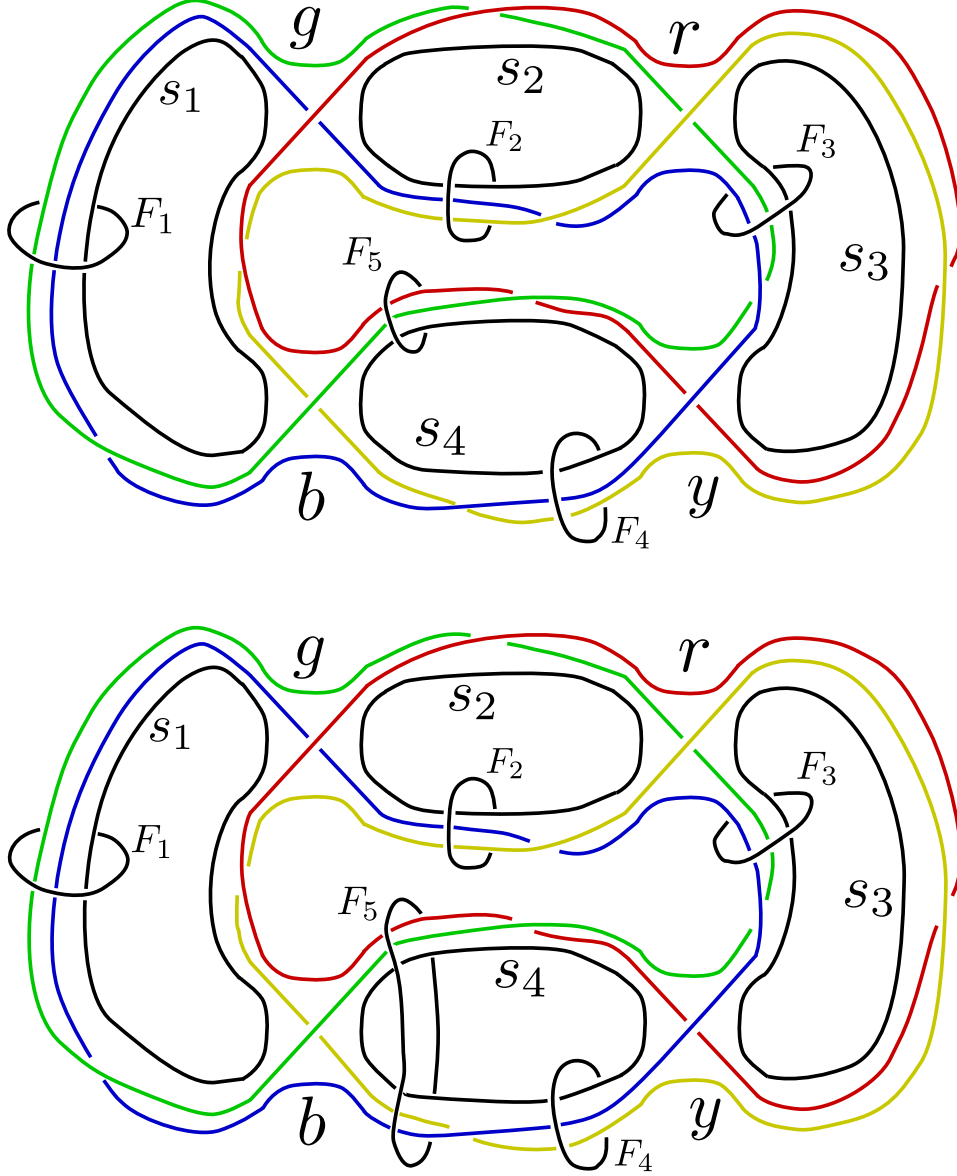 g
r
s₁
s₂
F₂
F₃
F₁
F₅
s₃
s₄
b
y
F₄
g
r
s₁
s₂
F₂
F₃
F₁
F₅
s₃
s₄
b
y
F₄